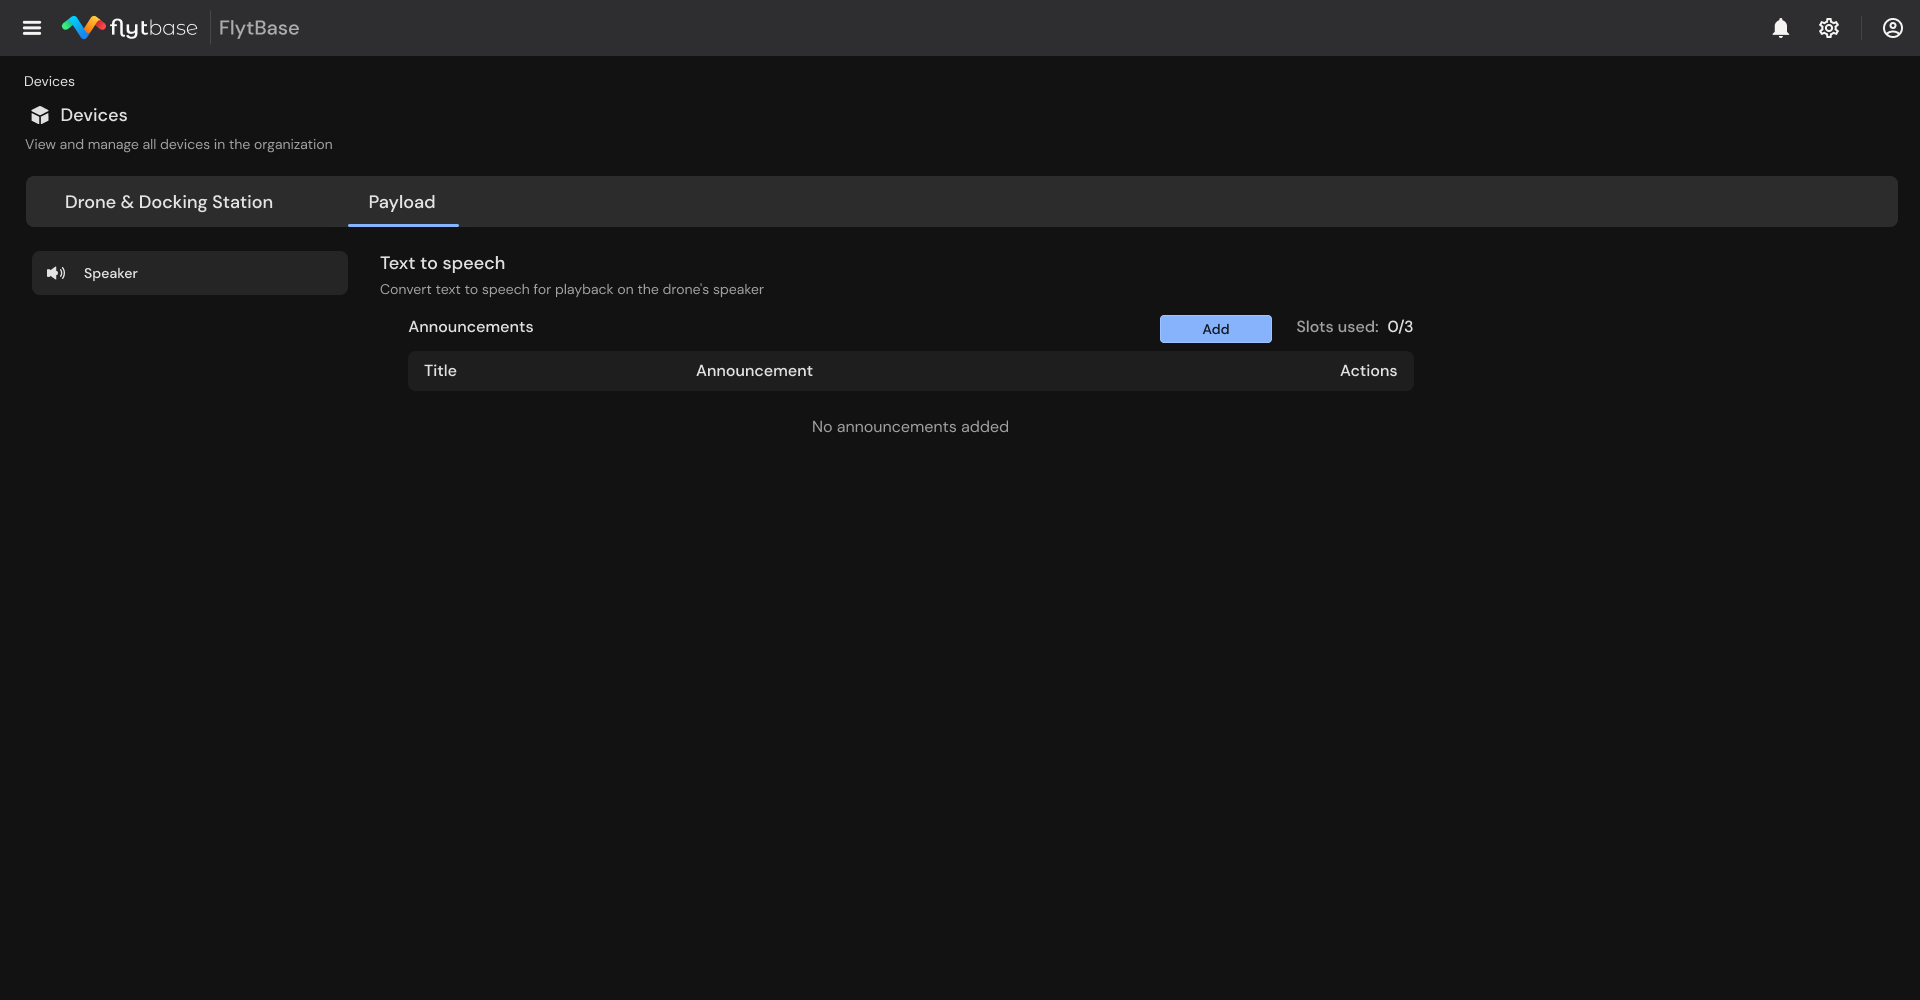 flytbase FlytBase
Devices
Devices
View and manage all devices in the organization
Drone & Docking Station Payload
Speaker
Text to speech
Convert text to speech for playback on the drone's speaker
Announcements Add Slots used: 0/3
Title Announcement Actions
No announcements added